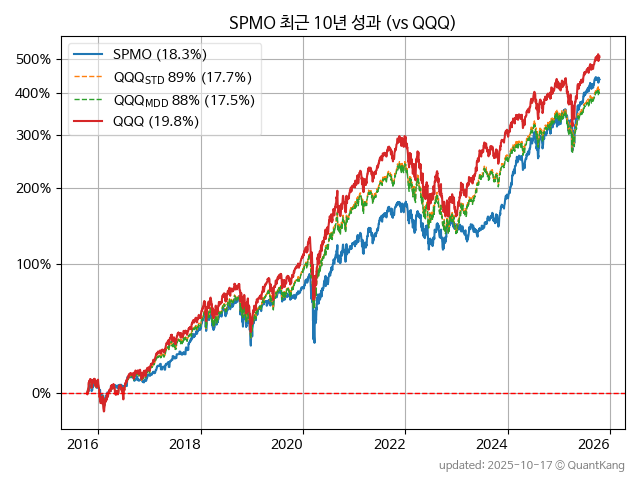 SPMO 최근 10년 성과 (vs QQQ)
SPMO (18.3%)
QQQSTD 89% (17.7%)
QQQMDD 88% (17.5%)
QQQ (19.8%)
500%
400%
300%
200%
100%
0%
2016 2018 2020 2022 2024 2026
updated: 2025-10-17 © QuantKang